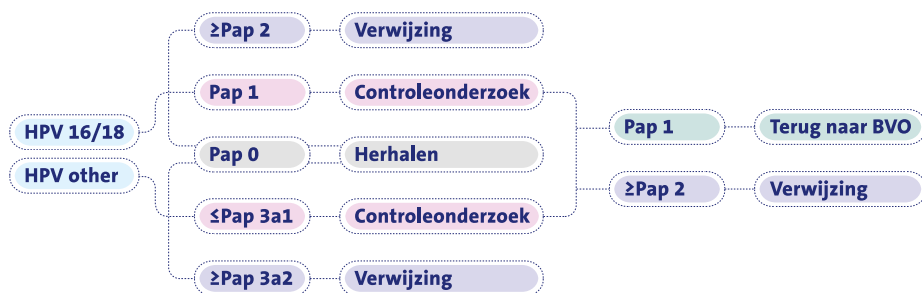 ≥Pap 2
Verwijzing
Pap 1
Controleonderzoek
HPV 16/18
Pap 1
Terug naar BVO
Pap 0
Herhalen
HPV other
≥Pap 2
Verwijzing
≤Pap 3a1
Controleonderzoek
≥Pap 3a2
Verwijzing